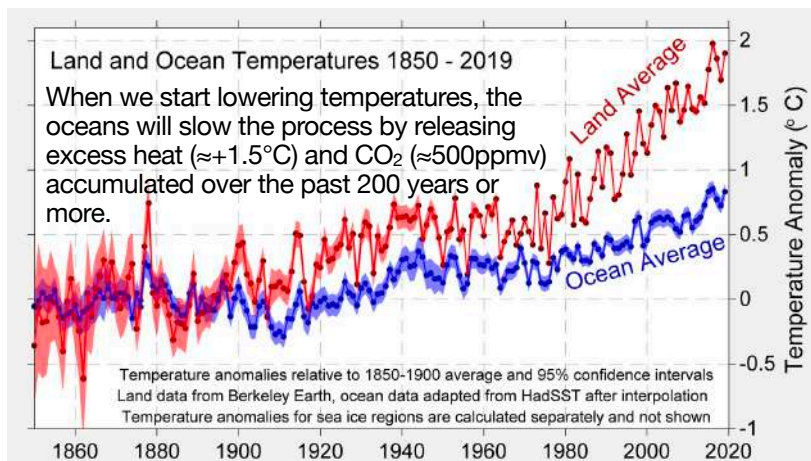 Land and Ocean Temperatures 1850 - 2019
When we start lowering temperatures, the
oceans will slow the process by releasing
excess heat (≈+1.5°C) and CO₂ (≈500ppmv)
accumulated over the past 200 years or
more.
Land Average
Ocean Average
Temperature anomalies relative to 1850-1900 average and 95% confidence intervals
Land data from Berkeley Earth, ocean data adapted from HadSST after interpolation
Temperature anomalies for sea ice regions are calculated separately and not shown
2
1.5
1
0.5
0
-0.5
-1
Temperature Anomaly (° C)
1860 1880 1900 1920 1940 1960 1980 2000 2020